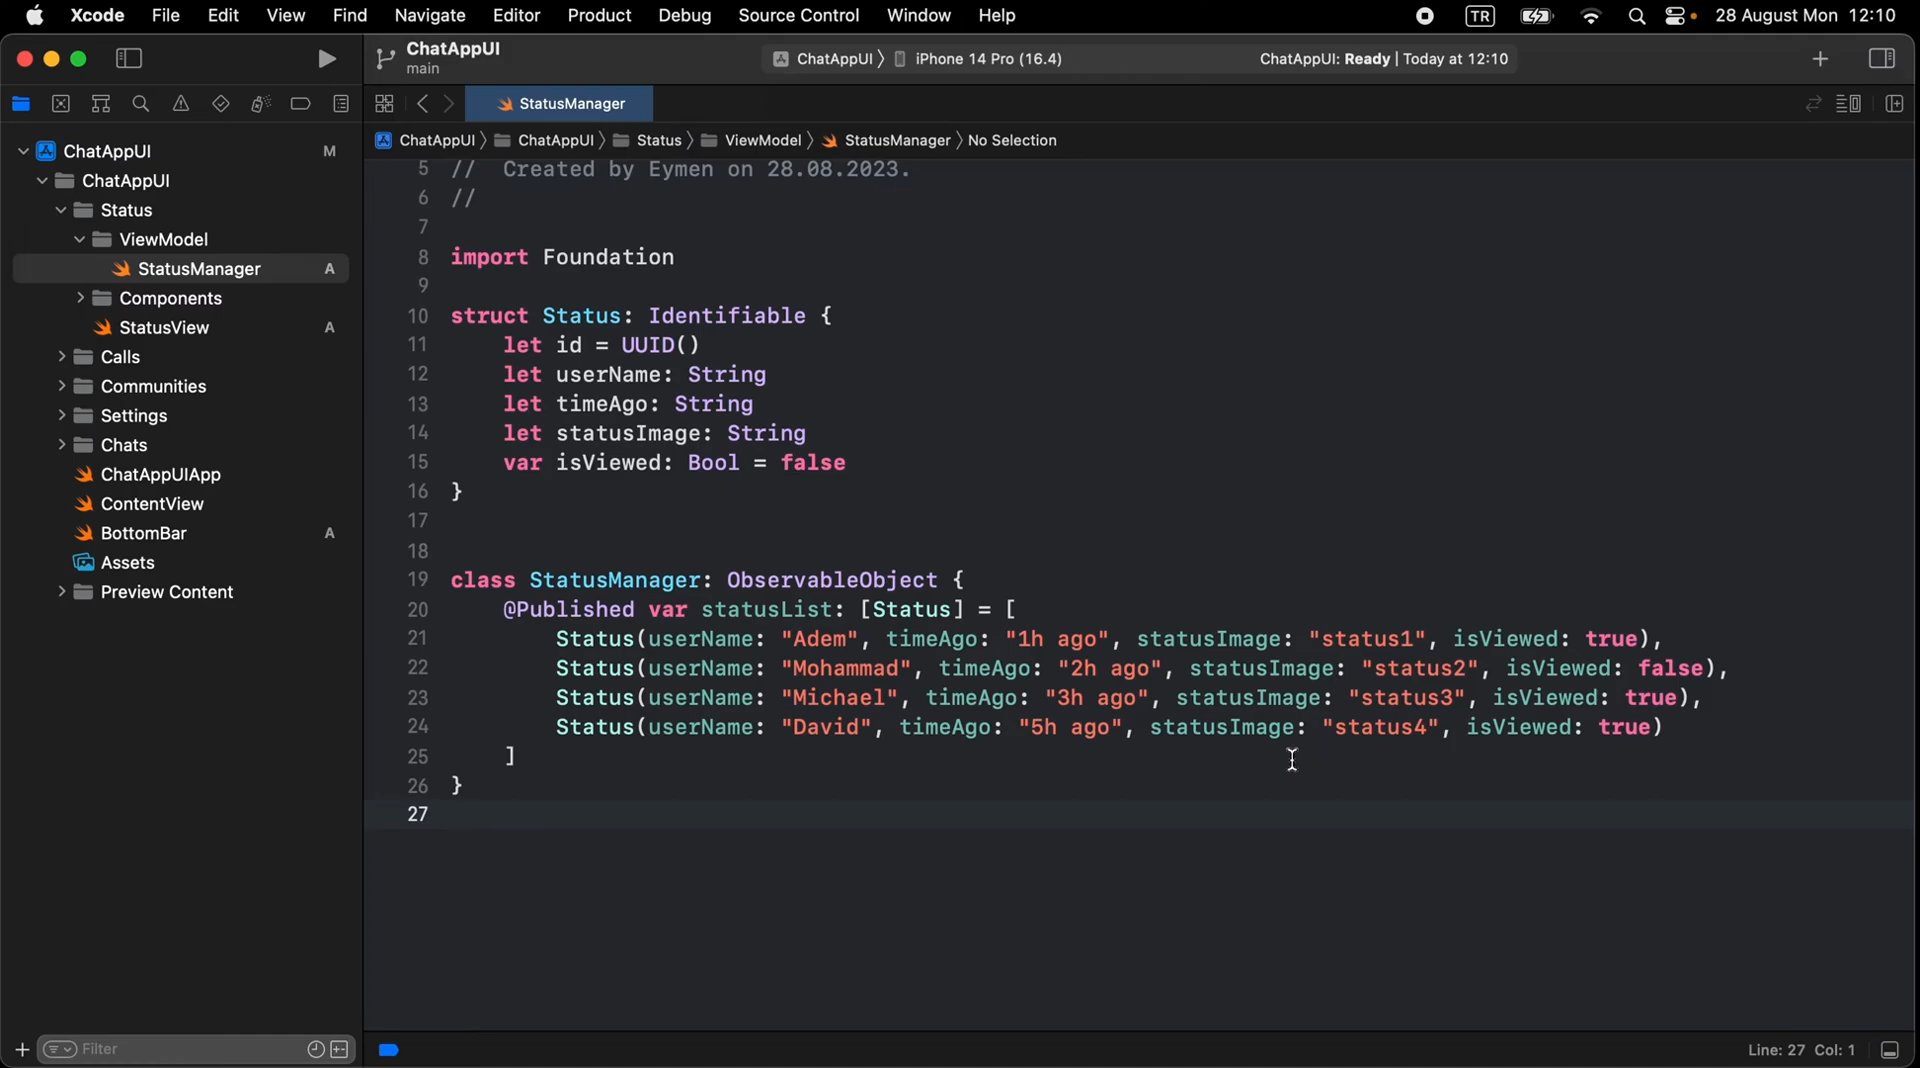 Xcode File Edit View Find Navigate Editor Product Debug Source Control Window Help TR 28 August Mon 12:10
ChatAppUI
main
ChatAppUI 〉 iPhone 14 Pro (16.4)
ChatAppUI: Ready | Today at 12:10
StatusManager
ChatAppUI 〉 ChatAppUI 〉 Status 〉 ViewModel 〉 StatusManager 〉 No Selection
ChatAppUI M
ChatAppUI
Status
ViewModel
StatusManager A
Components
StatusView A
Calls
Communities
Settings
Chats
ChatAppUIApp
ContentView
BottomBar A
Assets
Preview Content
Filter
5 //  Created by Eymen on 28.08.2023.
6 //
7
8 import Foundation
9
10 struct Status: Identifiable {
11     let id = UUID()
12     let userName: String
13     let timeAgo: String
14     let statusImage: String
15     var isViewed: Bool = false
16 }
17
18
19 class StatusManager: ObservableObject {
20     @Published var statusList: [Status] = [
21         Status(userName: "Adem", timeAgo: "1h ago", statusImage: "status1", isViewed: true),
22         Status(userName: "Mohammad", timeAgo: "2h ago", statusImage: "status2", isViewed: false),
23         Status(userName: "Michael", timeAgo: "3h ago", statusImage: "status3", isViewed: true),
24         Status(userName: "David", timeAgo: "5h ago", statusImage: "status4", isViewed: true)
25     ]
26 }
27
Line: 27 Col: 1